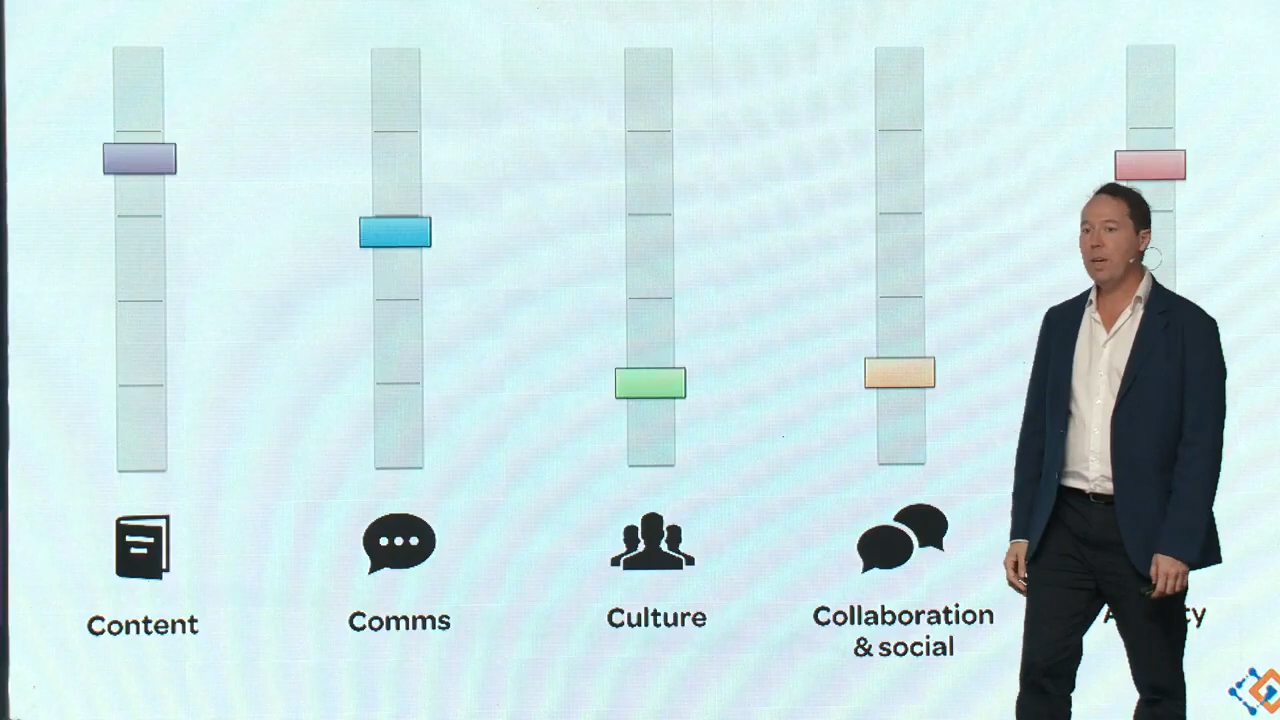 Content
Comms
Culture
Collaboration
& social